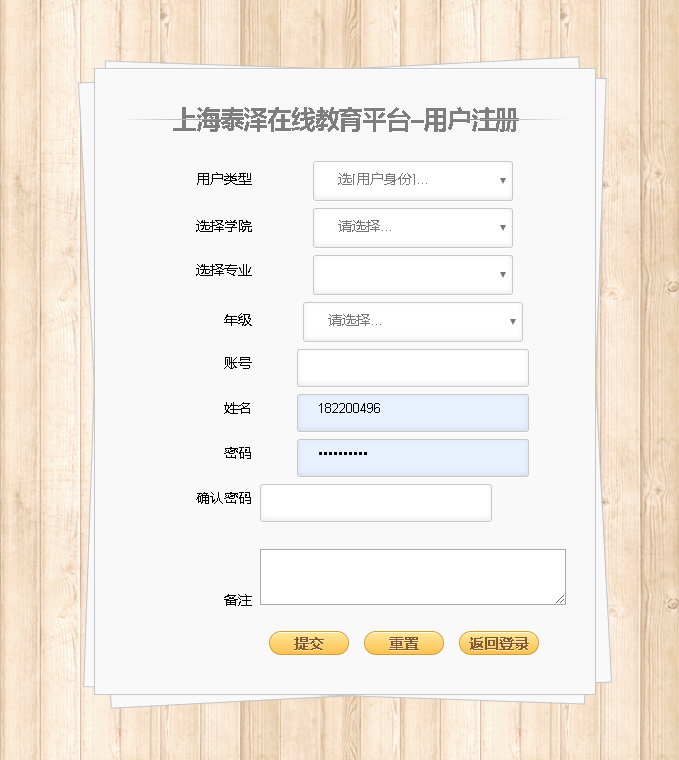 上海泰泽在线教育平台--用户注册
用户类型 选[用户身份]...
选择学院 请选择...
选择专业
年级 请选择...
账号
姓名 182200496
密码 ••••••••••
确认密码
备注
提交 重置 返回登录